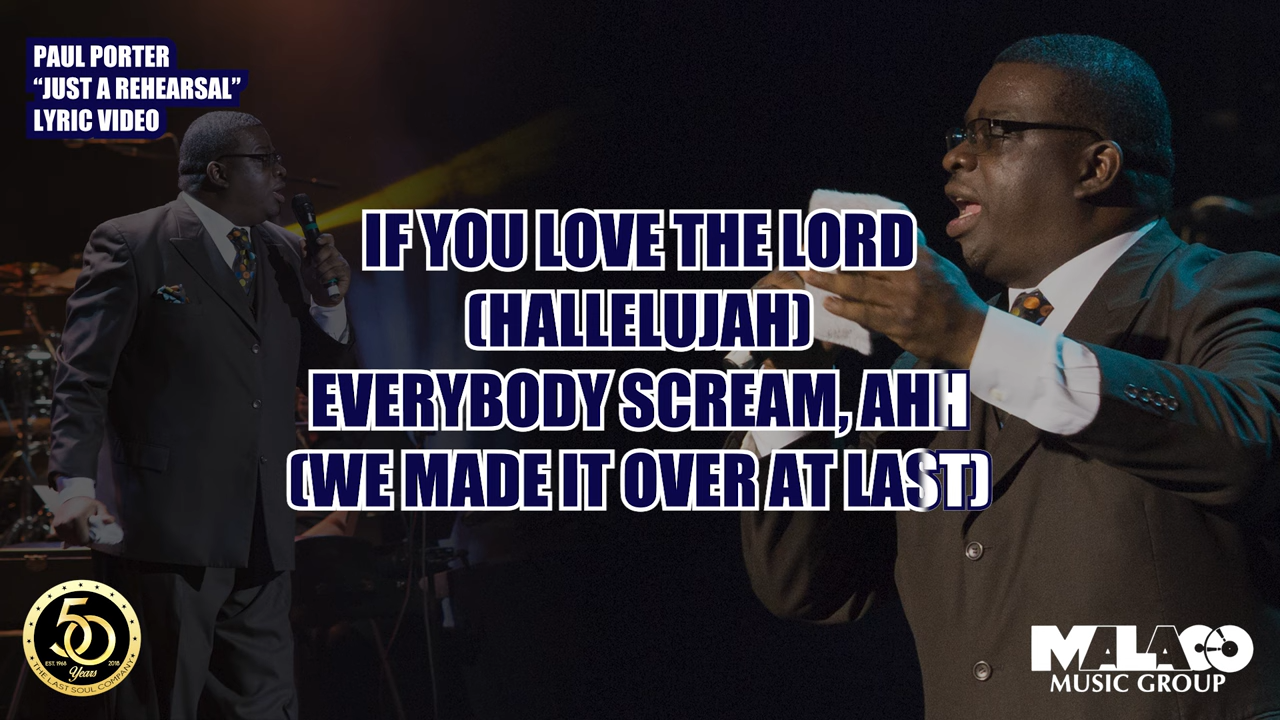 PAUL PORTER
“JUST A REHEARSAL”
LYRIC VIDEO
IF YOU LOVE THE LORD
(HALLELUJAH)
EVERYBODY SCREAM, AHH
(WE MADE IT OVER AT LAST)
50
EST. 1968
2018
Years
THE LAST SOUL COMPANY
MALACO
MUSIC GROUP